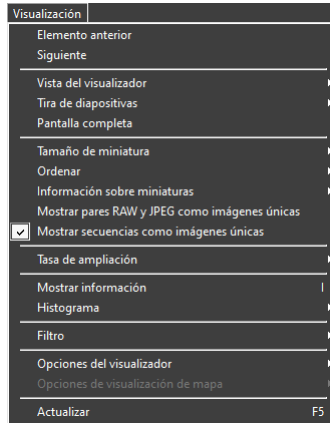 Visualización
Elemento anterior
Siguiente
Vista del visualizador
Tira de diapositivas
Pantalla completa
Tamaño de miniatura
Ordenar
Información sobre miniaturas
Mostrar pares RAW y JPEG como imágenes únicas
Mostrar secuencias como imágenes únicas
Tasa de ampliación
Mostrar información I
Histograma
Filtro
Opciones del visualizador
Opciones de visualización de mapa
Actualizar F5